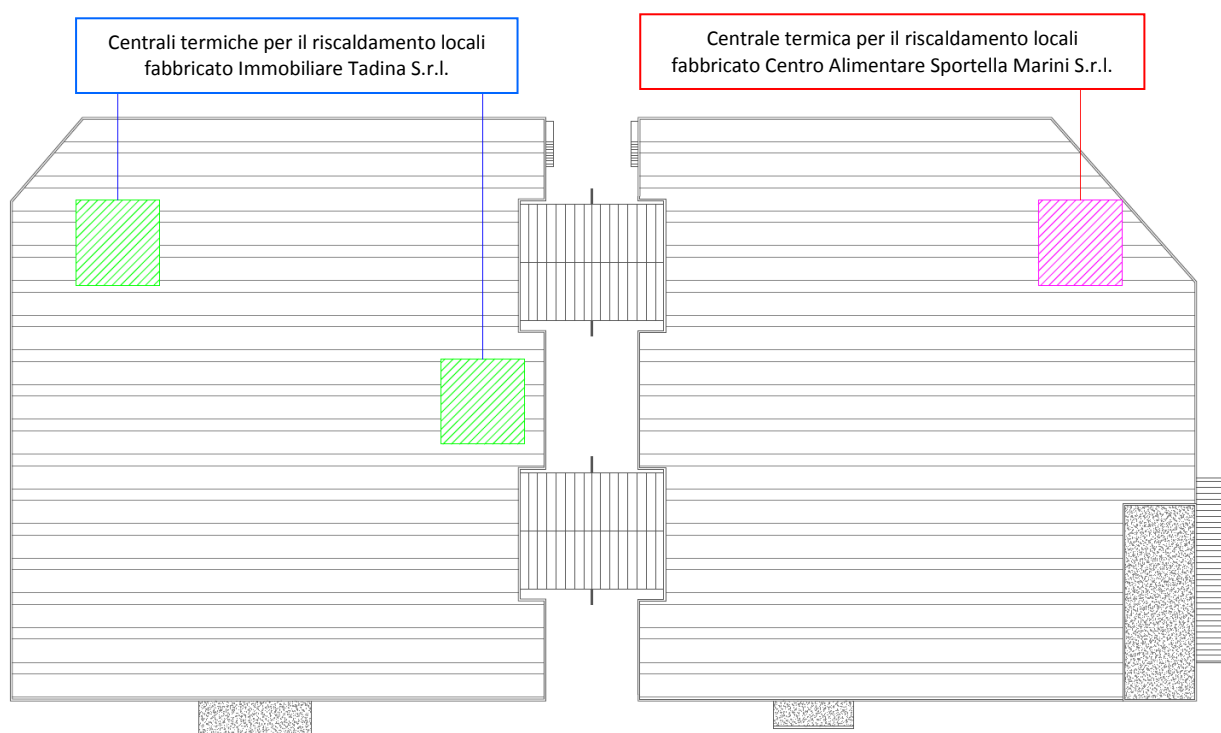 Centrali termiche per il riscaldamento locali
fabbricato Immobiliare Tadina S.r.l.
Centrale termica per il riscaldamento locali
fabbricato Centro Alimentare Sportella Marini S.r.l.